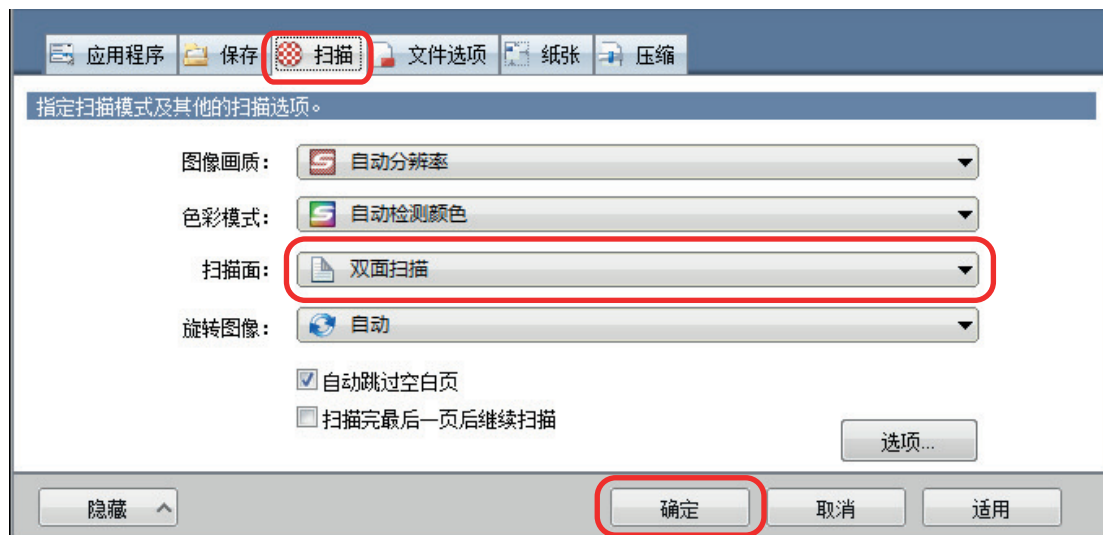 应用程序 保存 扫描 文件选项 纸张 压缩
指定扫描模式及其他的扫描选项。
图像画质: 自动分辨率
色彩模式: 自动检测颜色
扫描面: 双面扫描
旋转图像: 自动
自动跳过空白页
扫描完最后一页后继续扫描
选项...
隐藏 确定 取消 适用